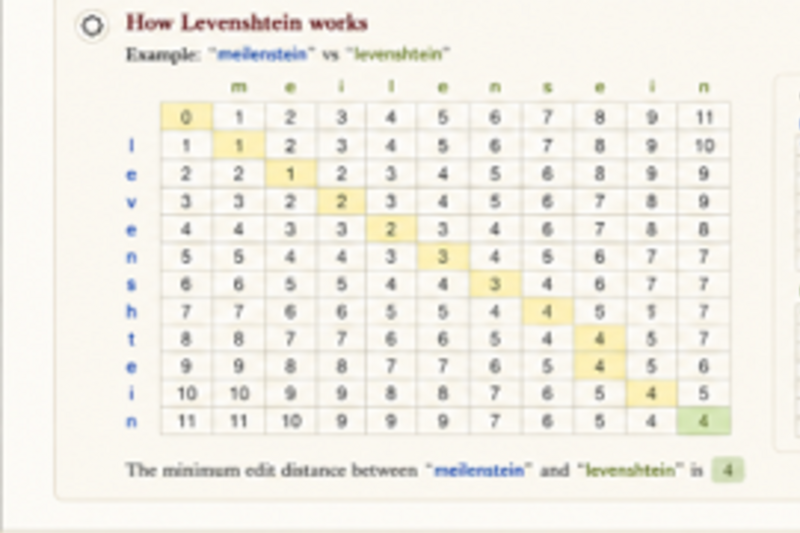 How Levenshtein works
Example: "meilenstein" vs "levenshtein"
m e i l e n s e i n
0 1 2 3 4 5 6 7 8 9 11
l 1 1 2 3 4 5 6 7 8 9 10
e 2 2 1 2 3 4 5 6 8 9 9
v 3 3 2 2 3 4 5 6 7 8 9
e 4 4 3 3 2 3 4 6 7 8 8
n 5 5 4 4 3 3 4 5 6 7 7
s 6 6 5 5 4 4 3 4 6 7 7
h 7 7 6 6 5 5 4 4 5 7
t 8 8 7 7 6 6 5 4 4 5 7
e 9 9 8 8 7 7 6 5 4 5 6
i 10 10 9 9 8 8 7 6 5 4 5
n 11 11 10 9 9 9 7 6 5 4 4
The minimum edit distance between "meilenstein" and "levenshtein" is 4